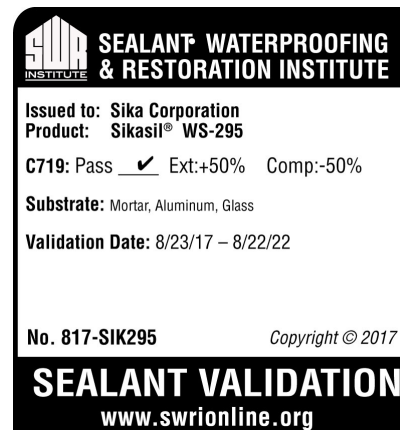 SWR
INSTITUTE
SEALANT WATERPROOFING
& RESTORATION INSTITUTE
Issued to: Sika Corporation
Product: Sikasil® WS-295
C719: Pass ✔ Ext:+50% Comp:-50%
Substrate: Mortar, Aluminum, Glass
Validation Date: 8/23/17 – 8/22/22
No. 817-SIK295 Copyright © 2017
SEALANT VALIDATION
www.swrionline.org